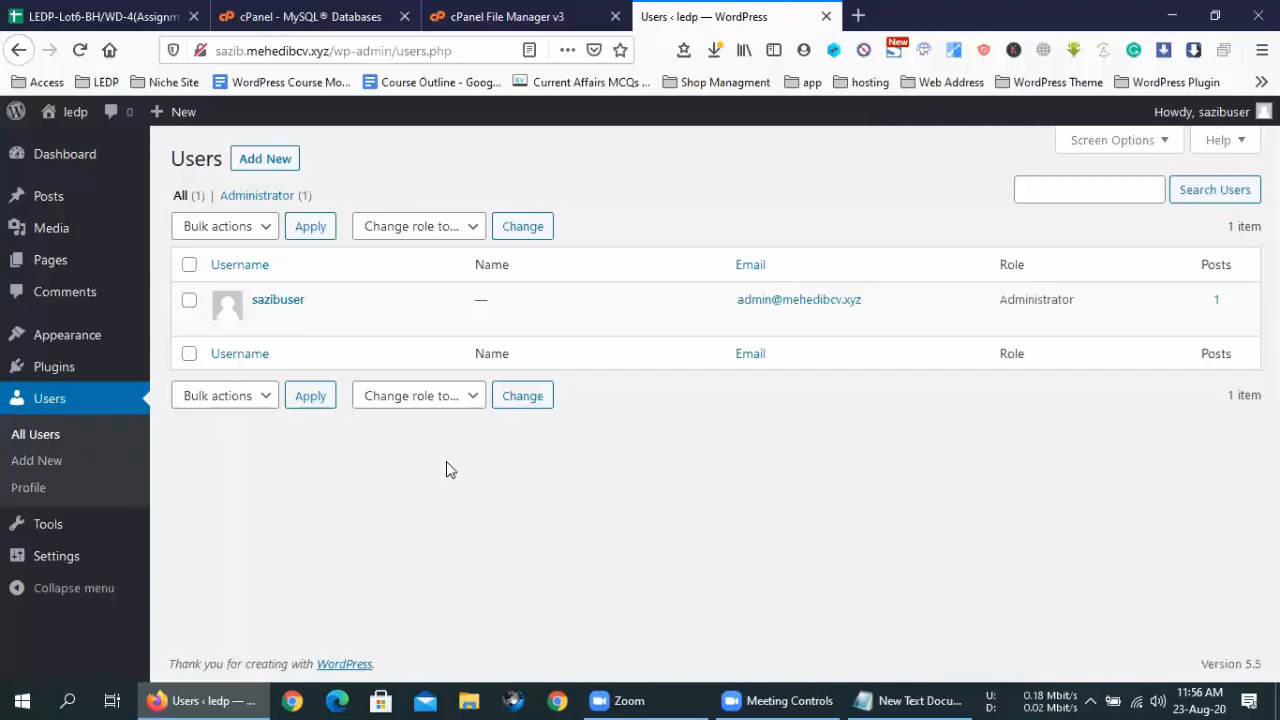 LEDP-Lot6-BH/WD-4(Assignm
cPanel - MySQL® Databases
cPanel File Manager v3
Users ‹ ledp — WordPress
sazib.mehedibcv.xyz/wp-admin/users.php
New
Access
LEDP
Niche Site
WordPress Course Mo...
Course Outline - Goog...
Current Affairs MCQs ...
Shop Managment
app
hosting
Web Address
WordPress Theme
WordPress Plugin
ledp
0
New
Howdy, sazibuser
Dashboard
Posts
Media
Pages
Comments
Appearance
Plugins
Users
All Users
Add New
Profile
Tools
Settings
Collapse menu
Screen Options
Help
Users
Add New
All (1) | Administrator (1)
Search Users
Bulk actions
Apply
Change role to...
Change
1 item
Username Name Email Role Posts
sazibuser — admin@mehedibcv.xyz Administrator 1
Username Name Email Role Posts
Bulk actions
Apply
Change role to...
Change
1 item
Thank you for creating with WordPress.
Version 5.5
Users ‹ ledp — ...
Zoom
Meeting Controls
New Text Docu...
U: 0.18 Mbit/s
D: 0.02 Mbit/s
11:56 AM
23-Aug-20